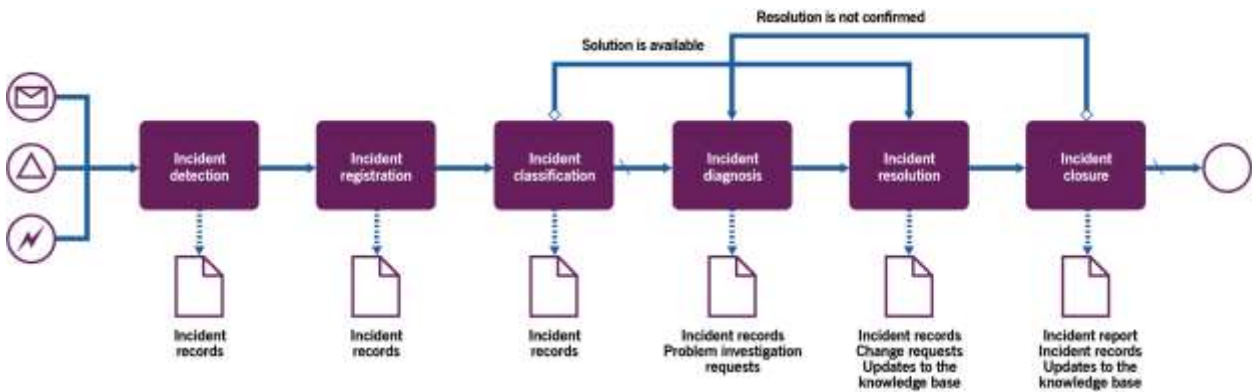 Resolution is not confirmed
Solution is available
Incident
detection
Incident
registration
Incident
classification
Incident
diagnosis
Incident
resolution
Incident
closure
Incident
records
Incident
records
Incident
records
Incident records
Problem investigation
requests
Incident records
Change requests
Updates to the
knowledge base
Incident report
Incident records
Updates to the
knowledge base